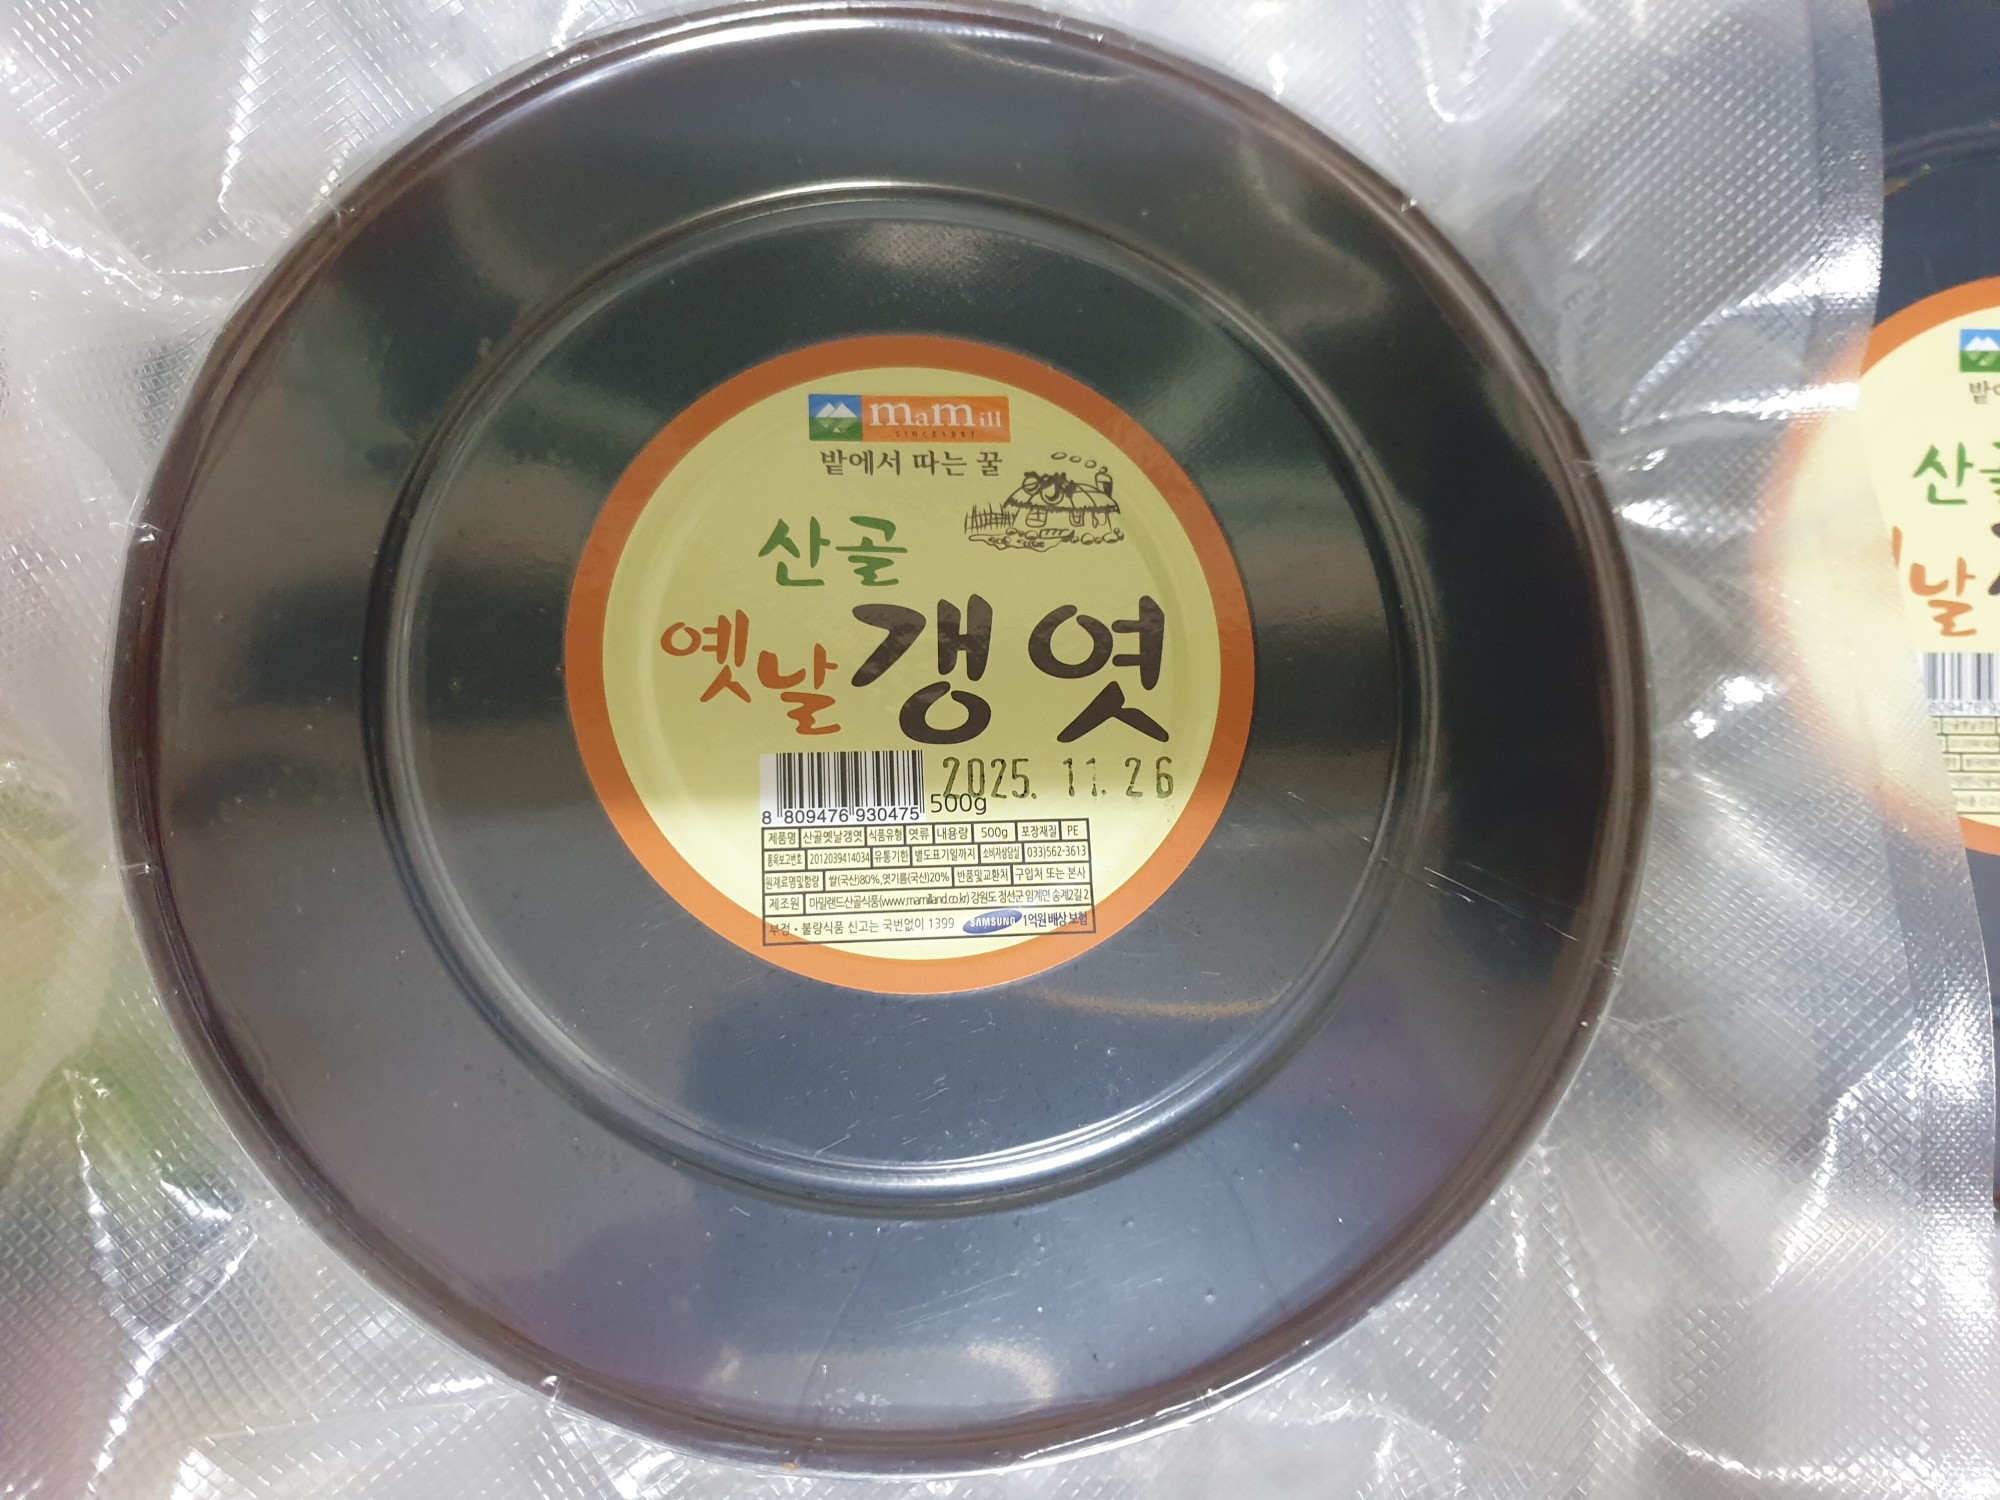 maMill
SINCE1997
밭에서 따는 꿀
산골
옛날 갱엿
2025. 11. 26
8 809476 930475 500g
제품명 산골옛날갱엿 식품유형 엿류 내용량 500g 포장재질 PE
품목보고번호 2012039414034 유통기한 별도표기일까지 소비자상담실 033)562-3613
원재료명및함량 쌀(국산)80%,엿기름(국산)20% 반품및교환처 구입처 또는 본사
제조원 마밀랜드산골식품(www.mamilland.co.kr) 강원도 정선군 임계면 송계2길 2
부정·불량식품 신고는 국번없이 1399 SAMSUNG 1억원 배상 보험
산
날